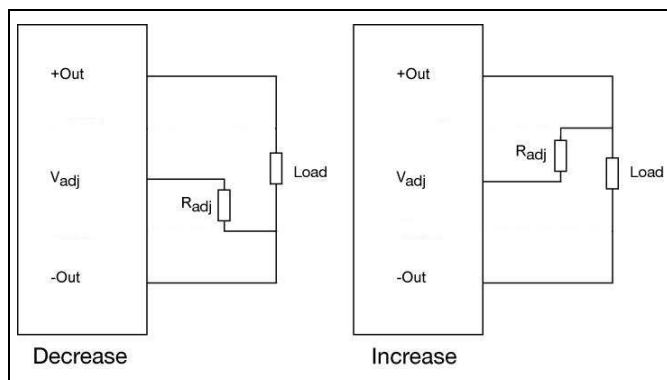 +Out
Vadj
Radj
Load
-Out
Decrease
+Out
Radj
Vadj
Load
-Out
Increase